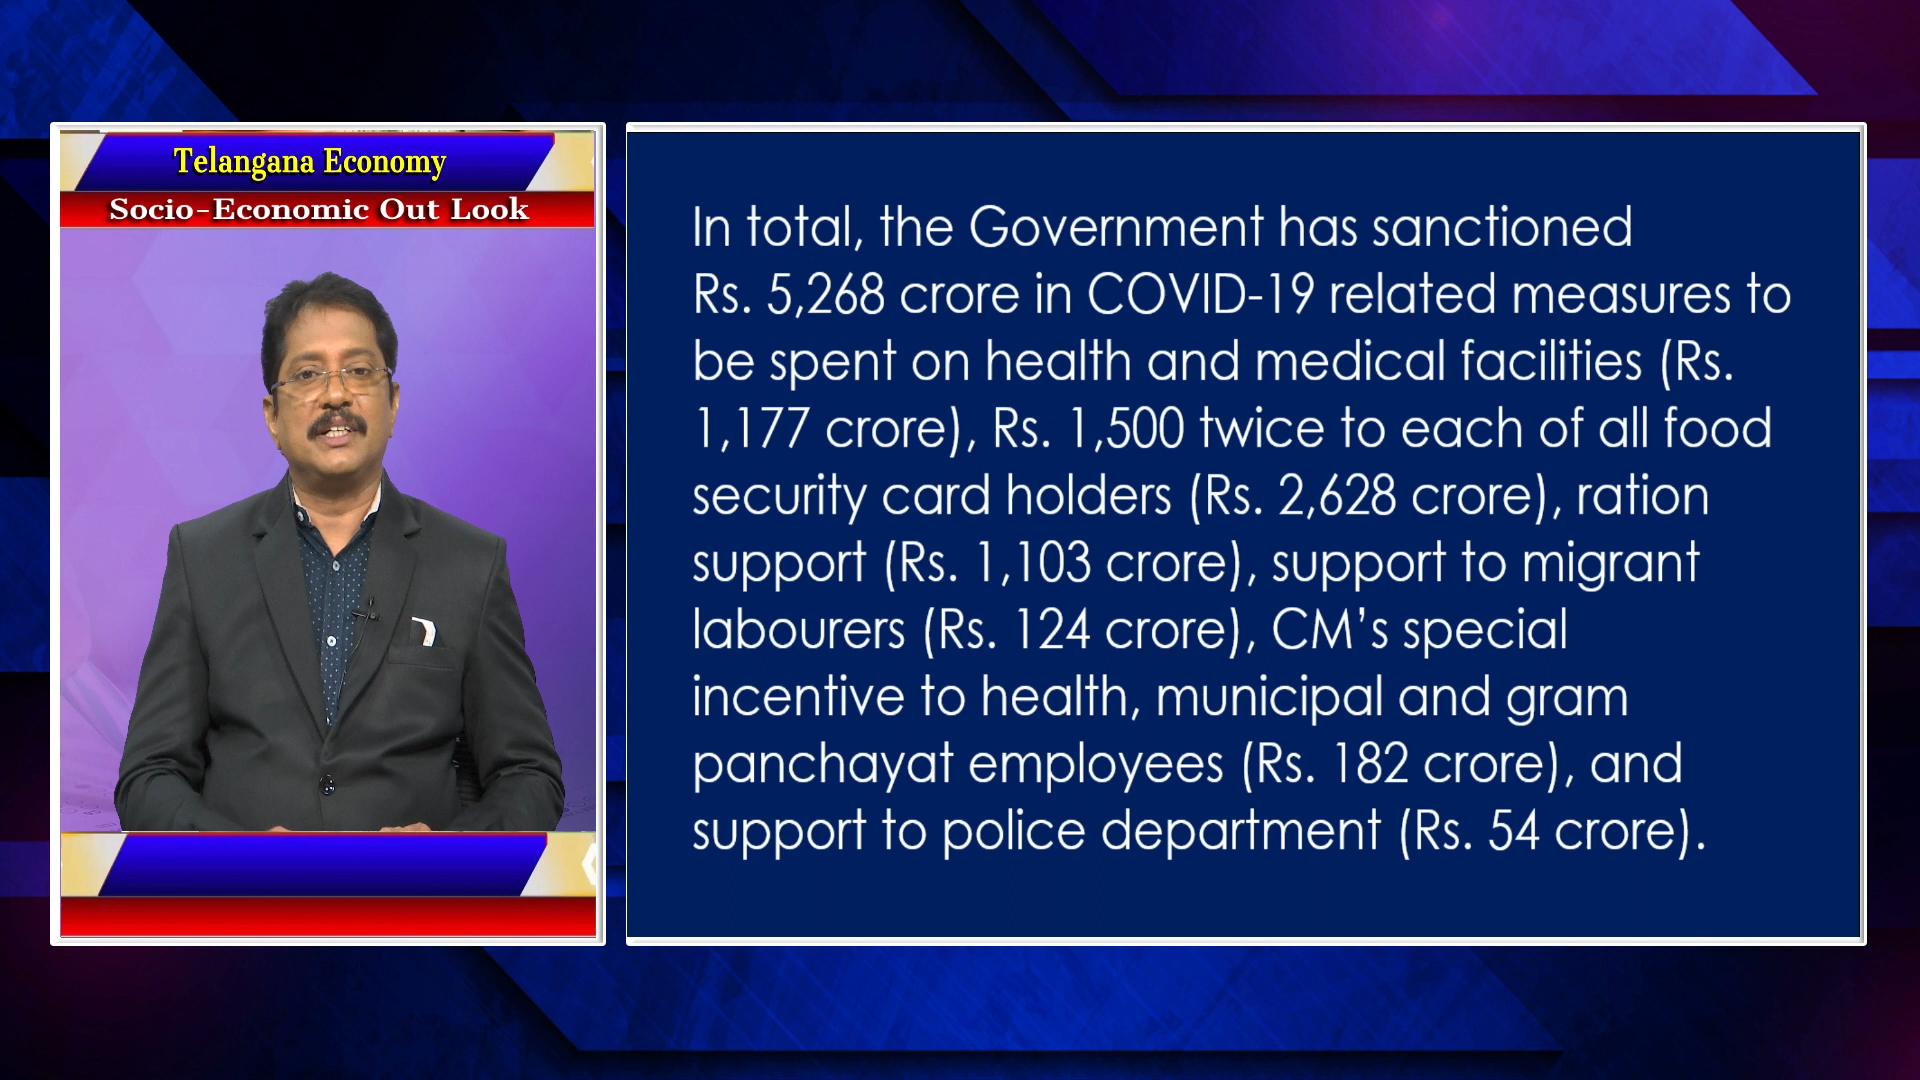 Telangana Economy
Socio-Economic Out Look
In total, the Government has sanctioned
Rs. 5,268 crore in COVID-19 related measures to
be spent on health and medical facilities (Rs.
1,177 crore), Rs. 1,500 twice to each of all food
security card holders (Rs. 2,628 crore), ration
support (Rs. 1,103 crore), support to migrant
labourers (Rs. 124 crore), CM’s special
incentive to health, municipal and gram
panchayat employees (Rs. 182 crore), and
support to police department (Rs. 54 crore).